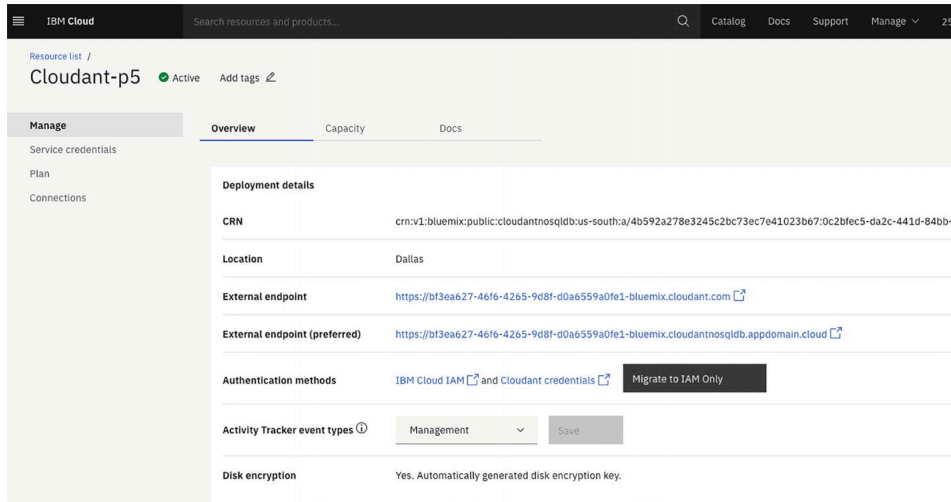 IBM Cloud Search resources and products... Catalog Docs Support Manage 25
Resource list /
Cloudant-p5 Active Add tags
Manage
Service credentials
Plan
Connections
Overview Capacity Docs
Deployment details
CRN crn:v1:bluemix:public:cloudantnosqldb:us-south:a/4b592a278e3245c2bc73ec7e41023b67:0c2bfec5-da2c-441d-84bb-
Location Dallas
External endpoint https://bf3ea627-46f6-4265-9d8f-d0a6559a0fe1-bluemix.cloudant.com
External endpoint (preferred) https://bf3ea627-46f6-4265-9d8f-d0a6559a0fe1-bluemix.cloudantnosqldb.appdomain.cloud
Authentication methods IBM Cloud IAM and Cloudant credentials Migrate to IAM Only
Activity Tracker event types Management Save
Disk encryption Yes. Automatically generated disk encryption key.